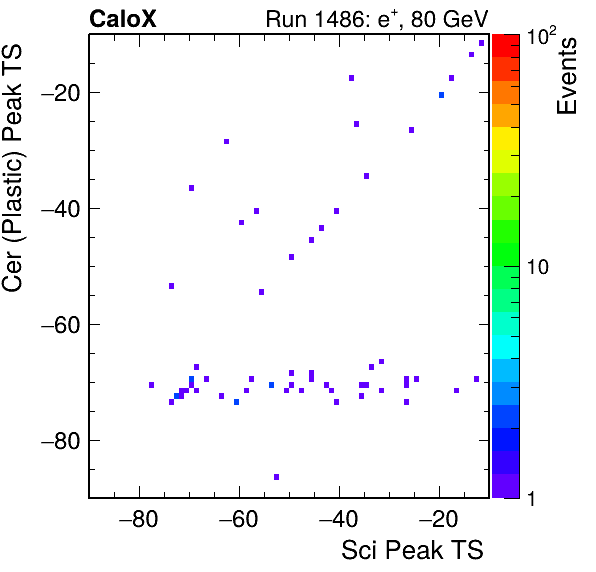 CaloX Run 1486: e⁺, 80 GeV
Cer (Plastic) Peak TS
−20
−40
−60
−80
−80 −60 −40 −20
Sci Peak TS
10²
10
1
Events